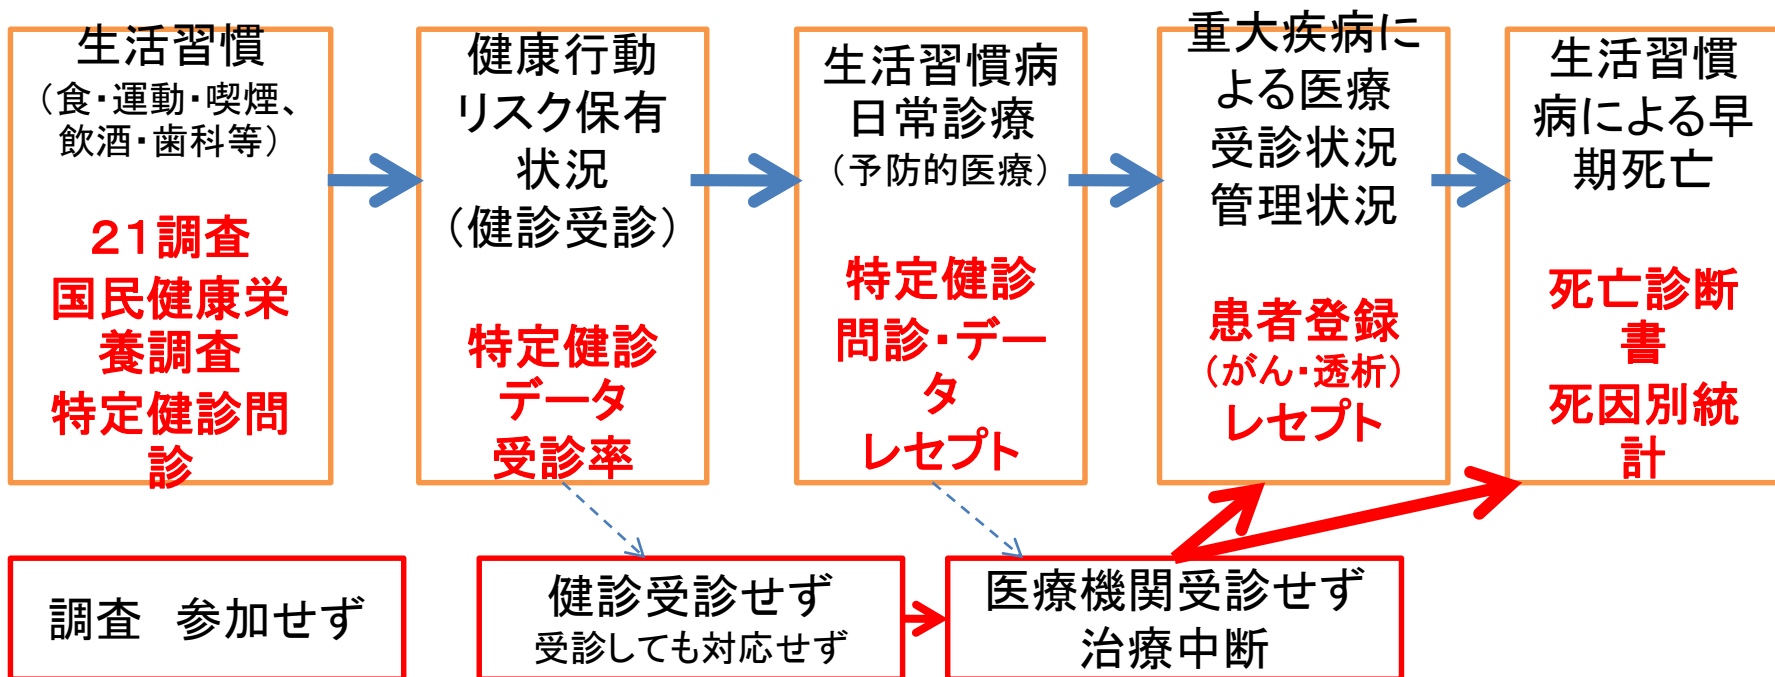 生活習慣
（食・運動・喫煙、
飲酒・歯科等）
２１調査
国民健康栄
養調査
特定健診問
診
健康行動
リスク保有
状況
（健診受診）
特定健診
データ
受診率
生活習慣病
日常診療
（予防的医療）
特定健診
問診・デー
タ
レセプト
重大疾病に
よる医療
受診状況
管理状況
患者登録
（がん・透析）
レセプト
生活習慣
病による早
期死亡
死亡診断
書
死因別統
計
調査　参加せず
健診受診せず
受診しても対応せず
医療機関受診せず
治療中断